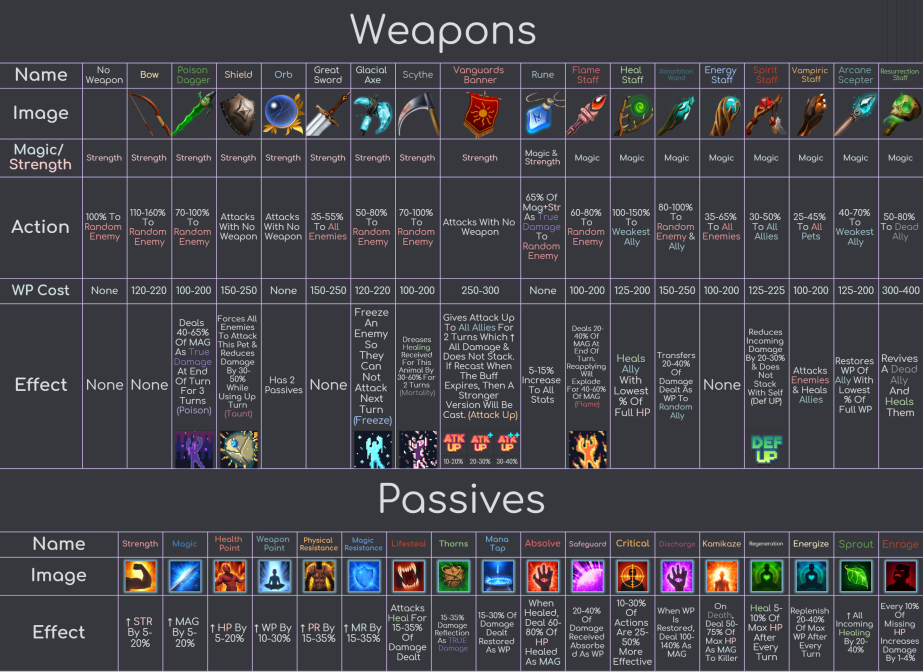 Weapons
Name
No Weapon
Bow
Poison Dagger
Shield
Orb
Great Sword
Glacial Axe
Scythe
Vanguards Banner
Rune
Flame Staff
Heal Staff
Absorbtion Wand
Energy Staff
Spirit Staff
Vampiric Staff
Arcane Scepter
Resurrection Staff
Image
Magic/ Strength
Strength
Strength
Strength
Strength
Strength
Strength
Strength
Strength
Strength
Magic & Strength
Magic
Magic
Magic
Magic
Magic
Magic
Magic
Magic
Action
100% To Random Enemy
110-160% To Random Enemy
70-100% To Random Enemy
Attacks With No Weapon
Attacks With No Weapon
35-55% To All Enemies
50-80% To Random Enemy
70-100% To Random Enemy
Attacks With No Weapon
65% Of Mag+Str As True Damage To Random Enemy
60-80% To Random Enemy
100-150% To Weakest Ally
80-100% To Random Enemy & Ally
35-65% To All Enemies
30-50% To All Allies
25-45% To All Pets
40-70% To Weakest Ally
50-80% To Dead Ally
WP Cost
None
120-220
100-200
150-250
None
150-250
120-220
100-200
250-300
None
100-200
125-200
150-250
100-200
125-225
100-200
125-200
300-400
Effect
None
None
Deals 40-65% Of MAG As True Damage At End Of Turn For 3 Turns (Poison)
Forces All Enemies To Attack This Pet & Reduces Damage By 30-50% While Using Up Turn (Taunt)
Has 2 Passives
None
Freeze An Enemy So They Can Not Attack Next Turn (Freeze)
Dreases Healing Received For This Animal By 30-60% For 2 Turns (Mortality)
Gives Attack Up To All Allies For 2 Turns Which ↑ All Damage & Does Not Stack. If Recast When The Buff Expires, Then A Stronger Version Will Be Cast. (Attack Up)
ATK UP
ATK UP
ATK UP
10-20%
20-30%
30-40%
5-15% Increase To All Stats
Deals 20-40% Of MAG At End Of Turn. Reapplying Will Explode For 40-60% Of MAG (Flame)
Heals Ally With Lowest % Of Full HP
Transfers 20-40% Of Damage Dealt As WP To Random Ally
None
Reduces Incoming Damage By 20-30% & Does Not Stack With Self (Def UP)
DEF UP
Attacks Enemies & Heals Allies
Restores WP Of Ally With Lowest % Of Full WP
Revives A Dead Ally And Heals Them
Passives
Name
Strength
Magic
Health Point
Weapon Point
Physical Resistance
Magic Resistance
Lifesteal
Thorns
Mana Tap
Absolve
Safeguard
Critical
Discharge
Kamikaze
Regeneration
Energize
Sprout
Enrage
Image
Effect
↑ STR By 5-20%
↑ MAG By 5-20%
↑ HP By 5-20%
↑ WP By 10-30%
↑ PR By 15-35%
↑ MR By 15-35%
Attacks Heal For 15-35% Of Damage Dealt
15-35% Damage Reflection As TRUE Damage
15-30% Of Damage Dealt Restored As WP
When Healed, Deal 60-80% Of HP Healed As MAG
20-40% Of Damage Received Absorbe d As WP
10-30% Of Actions Are 25-50% More Effective
When WP Is Restored, Deal 100-140% As MAG
On Death, Deal 50-75% Of Max HP As MAG To Killer
Heal 5-10% Of Max HP After Every Turn
Replenish 20-40% Of Max WP After Every Turn
↑ All Incoming Healing By 20-40%
Every 10% Of Missing HP Increases Damage By 1-4%